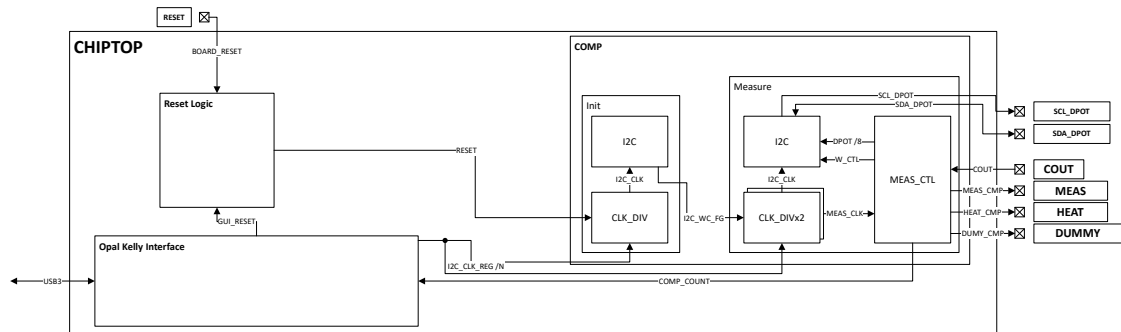 RESET
CHIPTOP
BOARD_RESET
COMP
Reset Logic
Init
Measure
SCL_DPOT
SDA_DPOT
SCL_DPOT
SDA_DPOT
I2C
I2C
DPOT /8
W_CTL
MEAS_CTL
RESET
I2C_CLK
I2C_CLK
COUT
COUT
MEAS_CMP
MEAS
HEAT_CMP
HEAT
DUMY_CMP
DUMMY
CLK_DIV
I2C_WC_FG
CLK_DIVx2
MEAS_CLK
GUI_RESET
Opal Kelly Interface
I2C_CLK_REG /N
USB3
COMP_COUNT